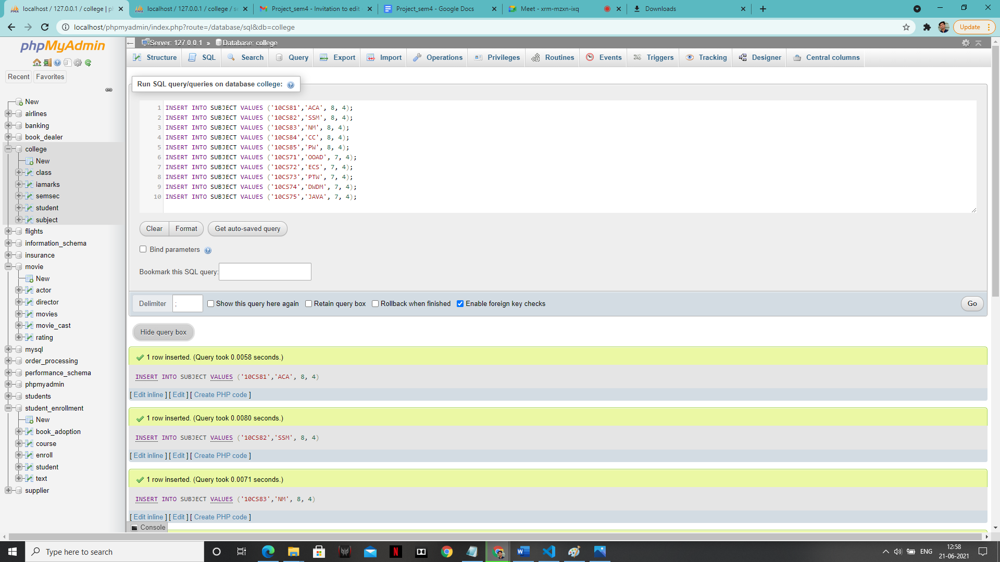 localhost / 127.0.0.1 / college | ph
localhost / 127.0.0.1 / college / se
Project_sem4 - Invitation to edit
Project_sem4 - Google Docs
Meet - xrm-mzxn-ixq
Downloads
localhost/phpmyadmin/index.php?route=/database/sql&db=college
Update
phpMyAdmin
Recent
Favorites
New
airlines
banking
book_dealer
college
New
class
iamarks
semsec
student
subject
flights
information_schema
insurance
movie
New
actor
director
movies
movie_cast
rating
mysql
order_processing
performance_schema
phpmyadmin
students
student_enrollment
New
book_adoption
course
enroll
student
text
supplier
Server: 127.0.0.1 » Database: college
Structure SQL Search Query Export Import Operations Privileges Routines Events Triggers Tracking Designer Central columns
Run SQL query/queries on database college:
1 INSERT INTO SUBJECT VALUES ('10CS81','ACA', 8, 4);
2 INSERT INTO SUBJECT VALUES ('10CS82','SSM', 8, 4);
3 INSERT INTO SUBJECT VALUES ('10CS83','NM', 8, 4);
4 INSERT INTO SUBJECT VALUES ('10CS84','CC', 8, 4);
5 INSERT INTO SUBJECT VALUES ('10CS85','PW', 8, 4);
6 INSERT INTO SUBJECT VALUES ('10CS71','OOAD', 7, 4);
7 INSERT INTO SUBJECT VALUES ('10CS72','ECS', 7, 4);
8 INSERT INTO SUBJECT VALUES ('10CS73','PTW', 7, 4);
9 INSERT INTO SUBJECT VALUES ('10CS74','DWDM', 7, 4);
10 INSERT INTO SUBJECT VALUES ('10CS75','JAVA', 7, 4);
Clear Format Get auto-saved query
Bind parameters
Bookmark this SQL query:
Delimiter ; Show this query here again Retain query box Rollback when finished Enable foreign key checks Go
Hide query box
1 row inserted. (Query took 0.0058 seconds.)
INSERT INTO SUBJECT VALUES ('10CS81','ACA', 8, 4)
[ Edit inline ] [ Edit ] [ Create PHP code ]
1 row inserted. (Query took 0.0080 seconds.)
INSERT INTO SUBJECT VALUES ('10CS82','SSM', 8, 4)
[ Edit inline ] [ Edit ] [ Create PHP code ]
1 row inserted. (Query took 0.0071 seconds.)
INSERT INTO SUBJECT VALUES ('10CS83','NM', 8, 4)
[ Edit inline ] [ Edit ] [ Create PHP code ]
Console
Type here to search
ENG
12:58
21-06-2021